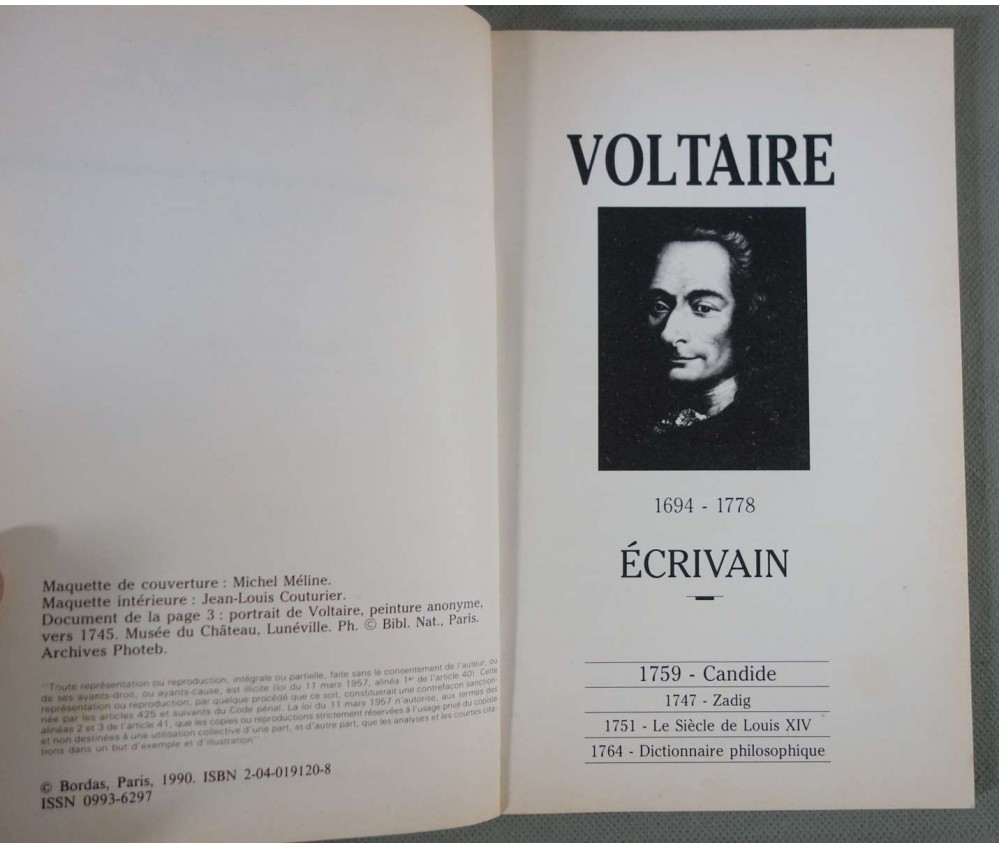 Maquette de couverture : Michel Méline.
Maquette intérieure : Jean-Louis Couturier.
Document de la page 3 : portrait de Voltaire, peinture anonyme,
vers 1745. Musée du Château, Lunéville. Ph. © Bibl. Nat., Paris.
Archives Photeb.
"Toute représentation ou reproduction, intégrale ou partielle, faite sans le consentement de l'auteur, ou
de ses ayants-droit, ou ayants-cause, est illicite (loi du 11 mars 1957, alinéa 1er de l'article 40). Cette
représentation ou reproduction, par quelque procédé que ce soit, constituerait une contrefaçon sanction-
née par les articles 425 et suivants du Code pénal. La loi du 11 mars 1957 n'autorise, aux termes des
alinéas 2 et 3 de l'article 41, que les copies ou reproductions strictement réservées à l'usage privé du copiste
et non destinées à une utilisation collective d'une part, et d'autre part, que les analyses et les courtes cita-
tions dans un but d'exemple et d'illustration"
© Bordas, Paris, 1990. ISBN 2-04-019120-8
ISSN 0993-6297
VOLTAIRE
1694 - 1778
ÉCRIVAIN
1759 - Candide
1747 - Zadig
1751 - Le Siècle de Louis XIV
1764 - Dictionnaire philosophique